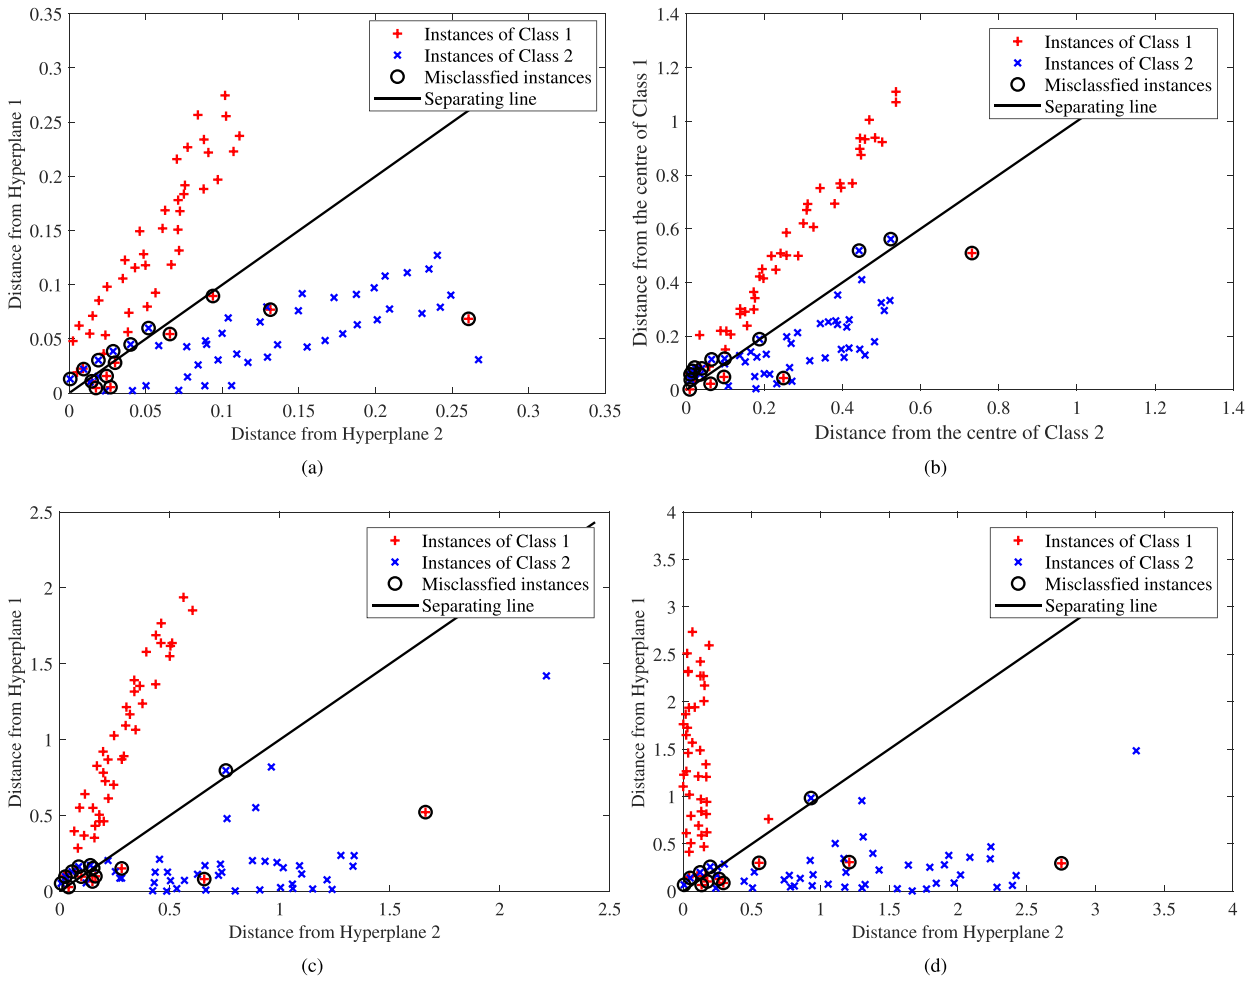 0.35
0.3
0.25
0.2
0.15
0.1
0.05
0
Distance from Hyperplane 1
Instances of Class 1
Instances of Class 2
Misclassfied instances
Separating line
0 0.05 0.1 0.15 0.2 0.25 0.3 0.35
Distance from Hyperplane 2
(a)
1.4
1.2
1
0.8
0.6
0.4
0.2
0
Distance from the centre of Class 1
Instances of Class 1
Instances of Class 2
Misclassfied instances
Separating line
0 0.2 0.4 0.6 0.8 1 1.2 1.4
Distance from the centre of Class 2
(b)
2.5
2
1.5
1
0.5
0
Distance from Hyperplane 1
Instances of Class 1
Instances of Class 2
Misclassfied instances
Separating line
0 0.5 1 1.5 2 2.5
Distance from Hyperplane 2
(c)
4
3.5
3
2.5
2
1.5
1
0.5
0
Distance from Hyperplane 1
Instances of Class 1
Instances of Class 2
Misclassfied instances
Separating line
0 0.5 1 1.5 2 2.5 3 3.5 4
Distance from Hyperplane 2
(d)